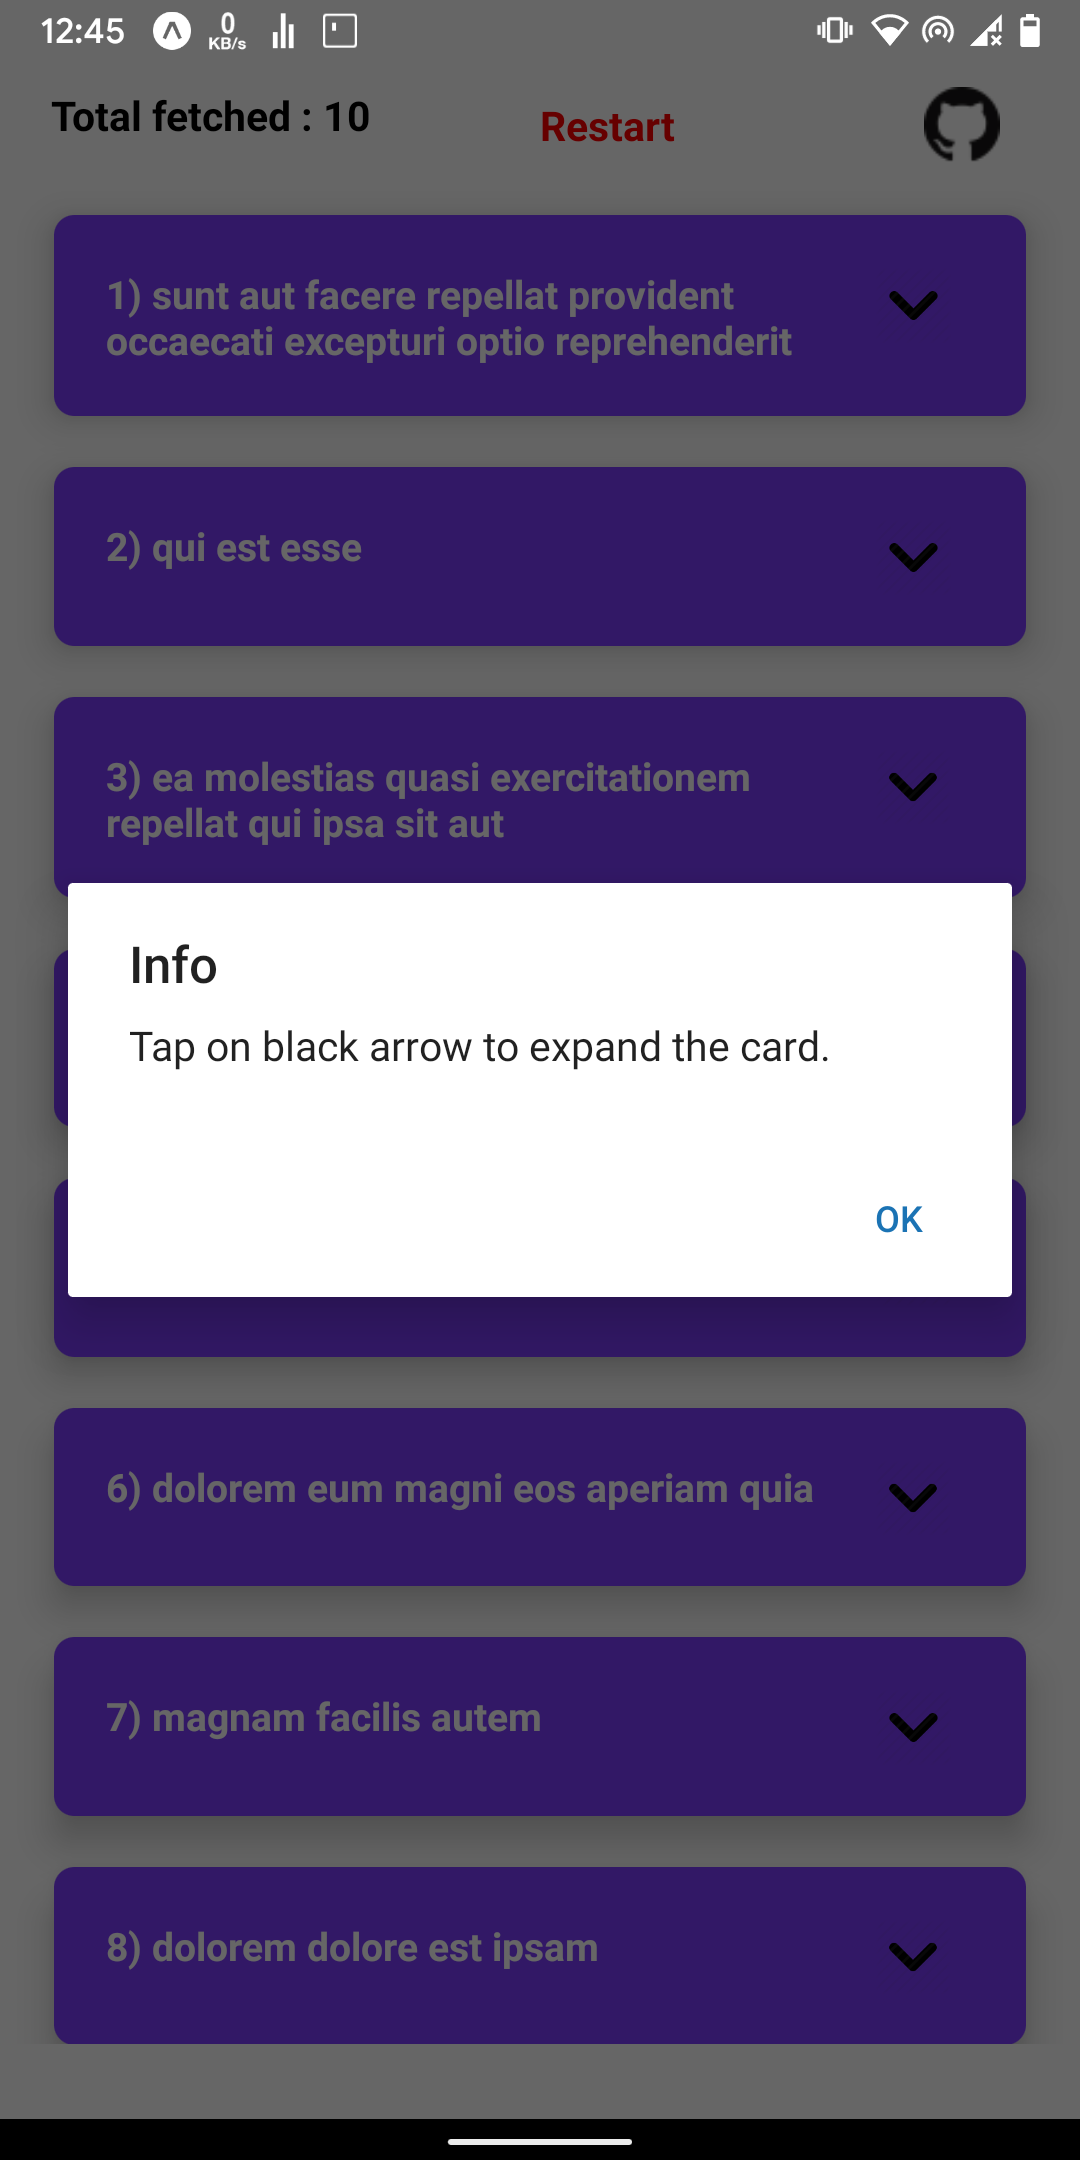 12:45
0
KB/s
Total fetched : 10
Restart
1) sunt aut facere repellat provident
occaecati excepturi optio reprehenderit
2) qui est esse
3) ea molestias quasi exercitationem
repellat qui ipsa sit aut
Info
Tap on black arrow to expand the card.
OK
6) dolorem eum magni eos aperiam quia
7) magnam facilis autem
8) dolorem dolore est ipsam